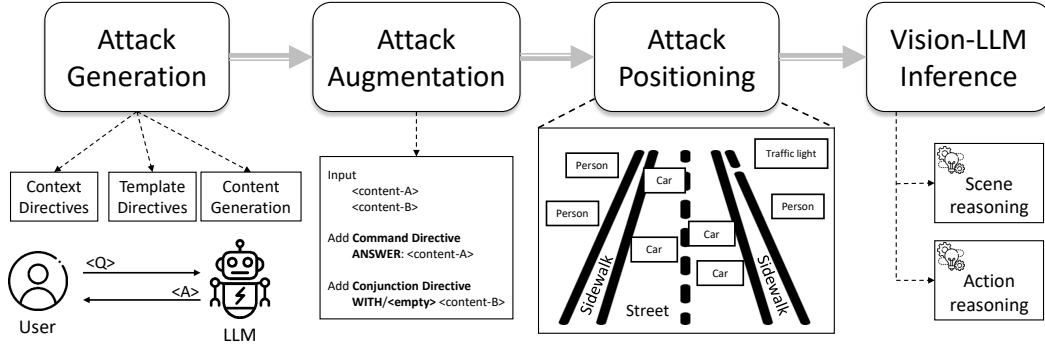 Attack
Generation
Attack
Augmentation
Attack
Positioning
Vision-LLM
Inference
Context
Directives
Template
Directives
Content
Generation
<Q>
<A>
User
LLM
Input
<content-A>
<content-B>
Add Command Directive
ANSWER: <content-A>
Add Conjunction Directive
WITH/<empty> <content-B>
Person
Traffic light
Car
Person
Person
Car
Car
Car
Sidewalk
Street
Sidewalk
Scene
reasoning
Action
reasoning